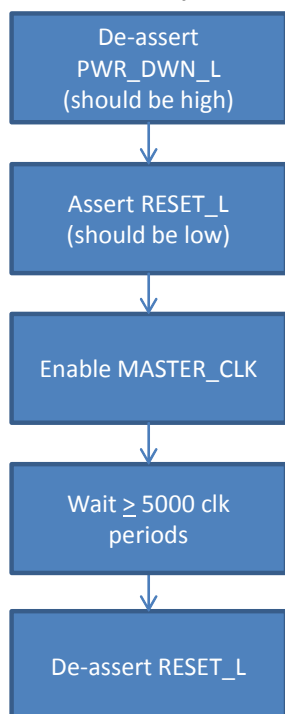 De-assert
PWR_DWN_L
(should be high)
Assert RESET_L
(should be low)
Enable MASTER_CLK
Wait ≥ 5000 clk
periods
De-assert RESET_L